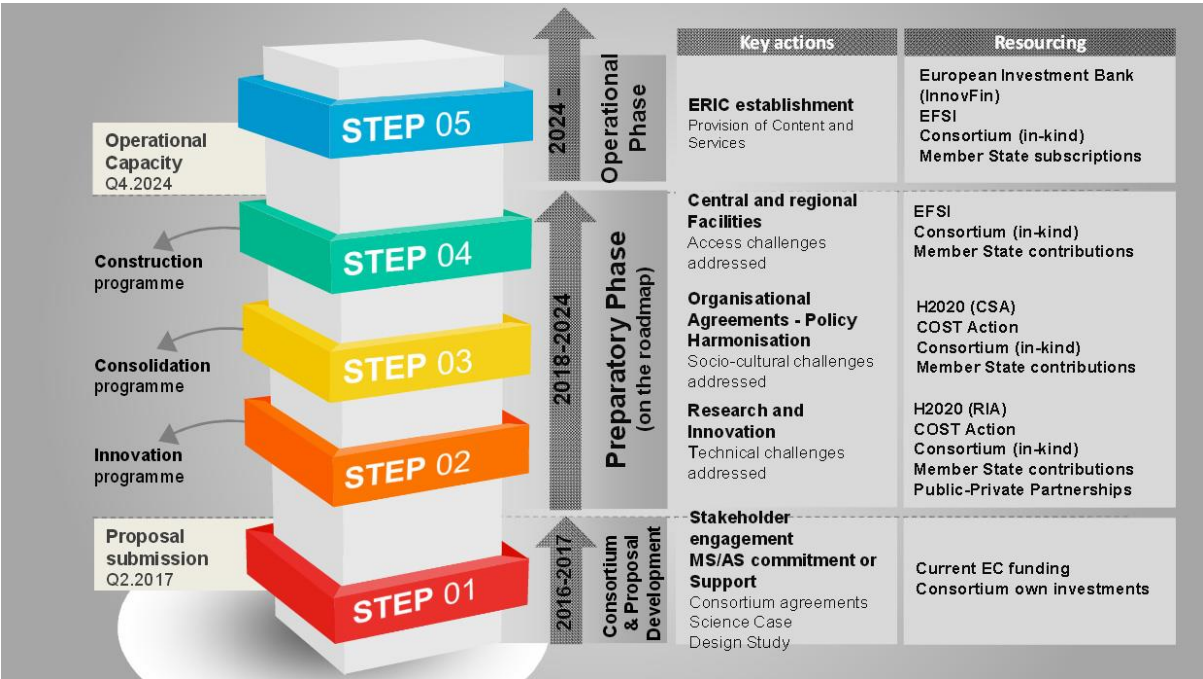 Key actions
Resourcing
STEP 05
Operational
Capacity
Q4.2024
2024 -
Operational
Phase
ERIC establishment
Provision of Content and
Services
European Investment Bank
(InnovFin)
EFSI
Consortium (in-kind)
Member State subscriptions
STEP 04
Construction
programme
2018-2024
Preparatory Phase
(on the roadmap)
Central and regional
Facilities
Access challenges
addressed
EFSI
Consortium (in-kind)
Member State contributions
STEP 03
Consolidation
programme
Organisational
Agreements - Policy
Harmonisation
Socio-cultural challenges
addressed
H2020 (CSA)
COST Action
Consortium (in-kind)
Member State contributions
STEP 02
Innovation
programme
Research and
Innovation
Technical challenges
addressed
H2020 (RIA)
COST Action
Consortium (in-kind)
Member State contributions
Public-Private Partnerships
STEP 01
Proposal
submission
Q2.2017
2016-2017
Consortium
& Proposal
Development
Stakeholder
engagement
MS/AS commitment or
Support
Consortium agreements
Science Case
Design Study
Current EC funding
Consortium own investments